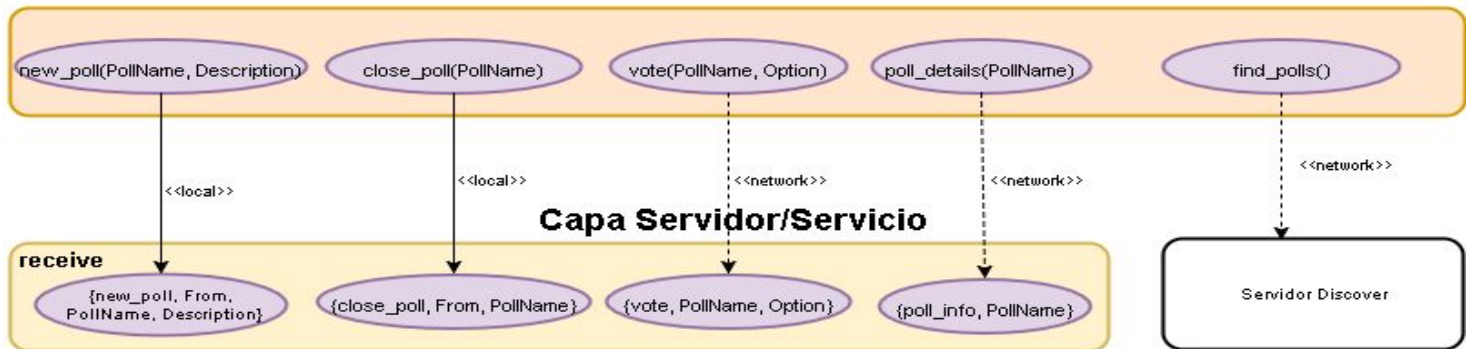 new_poll(PollName, Description)
close_poll(PollName)
vote(PollName, Option)
poll_details(PollName)
find_polls()
<<local>>
<<local>>
<<network>>
<<network>>
<<network>>
Capa Servidor/Servicio
receive
{new_poll, From,
PollName, Description}
{close_poll, From, PollName}
{vote, PollName, Option}
{poll_info, PollName}
Servidor Discover